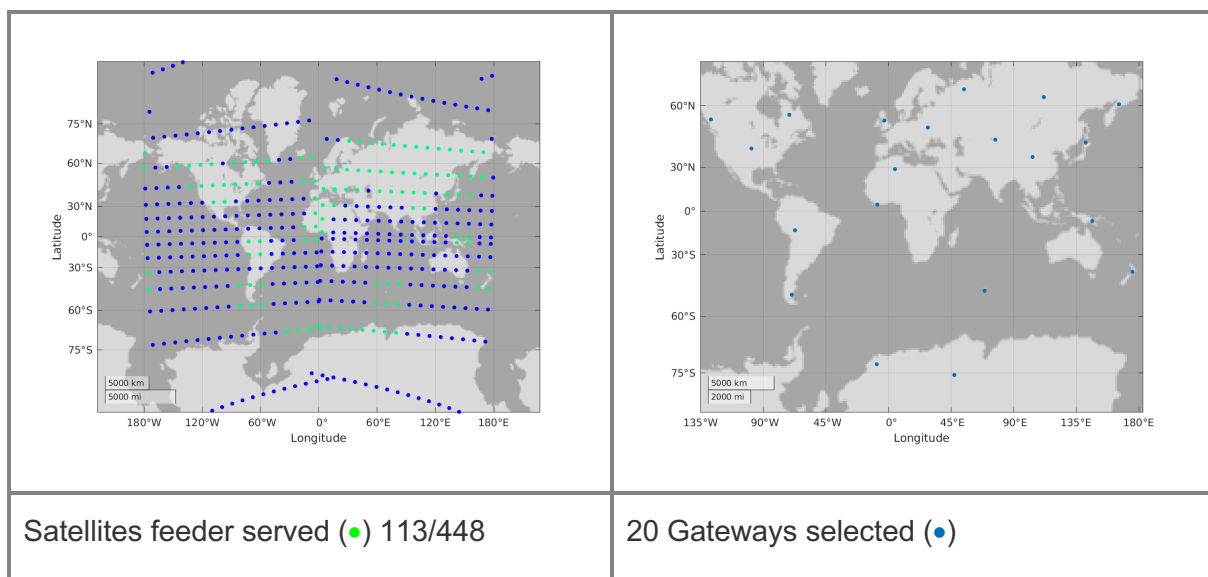 75°N
60°N
30°N
0°
30°S
60°S
75°S
Latitude
5000 km
5000 mi
180°W 120°W 60°W 0° 60°E 120°E 180°E
Longitude
60°N
30°N
0°
30°S
60°S
75°S
Latitude
5000 km
2000 mi
135°W 90°W 45°W 0° 45°E 90°E 135°E 180°E
Longitude
Satellites feeder served (●) 113/448
20 Gateways selected (●)